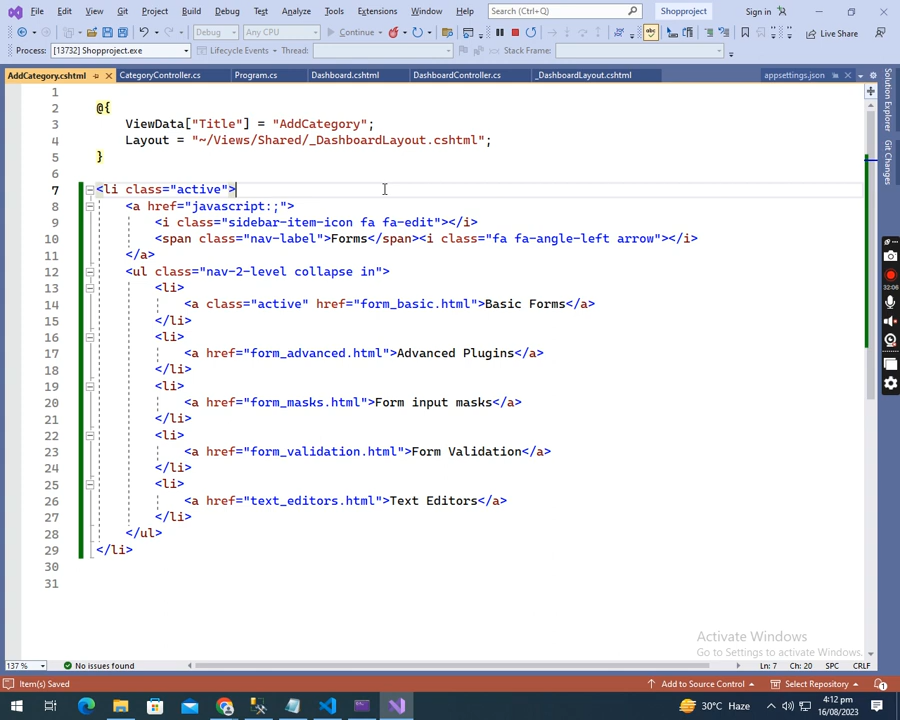 File Edit View Git Project Build Debug Test Analyze Tools Extensions Window Help Search (Ctrl+Q) Shopproject Sign in
Debug Any CPU Continue Live Share
Process: [13732] Shopproject.exe Lifecycle Events Thread: Stack Frame:
AddCategory.cshtml CategoryController.cs Program.cs Dashboard.cshtml DashboardController.cs _DashboardLayout.cshtml appsettings.json
1
2 @{
3 ViewData["Title"] = "AddCategory";
4 Layout = "~/Views/Shared/_DashboardLayout.cshtml";
5 }
6
7 <li class="active">
8 <a href="javascript:;">
9 <i class="sidebar-item-icon fa fa-edit"></i>
10 <span class="nav-label">Forms</span><i class="fa fa-angle-left arrow"></i>
11 </a>
12 <ul class="nav-2-level collapse in">
13 <li>
14 <a class="active" href="form_basic.html">Basic Forms</a>
15 </li>
16 <li>
17 <a href="form_advanced.html">Advanced Plugins</a>
18 </li>
19 <li>
20 <a href="form_masks.html">Form input masks</a>
21 </li>
22 <li>
23 <a href="form_validation.html">Form Validation</a>
24 </li>
25 <li>
26 <a href="text_editors.html">Text Editors</a>
27 </li>
28 </ul>
29 </li>
30
31
Solution Explorer
Git Changes
32:06
Activate Windows
Go to Settings to activate Windows.
137 % No issues found Ln: 7 Ch: 20 SPC CRLF
Item(s) Saved Add to Source Control Select Repository
30°C Haze 4:12 pm
16/08/2023